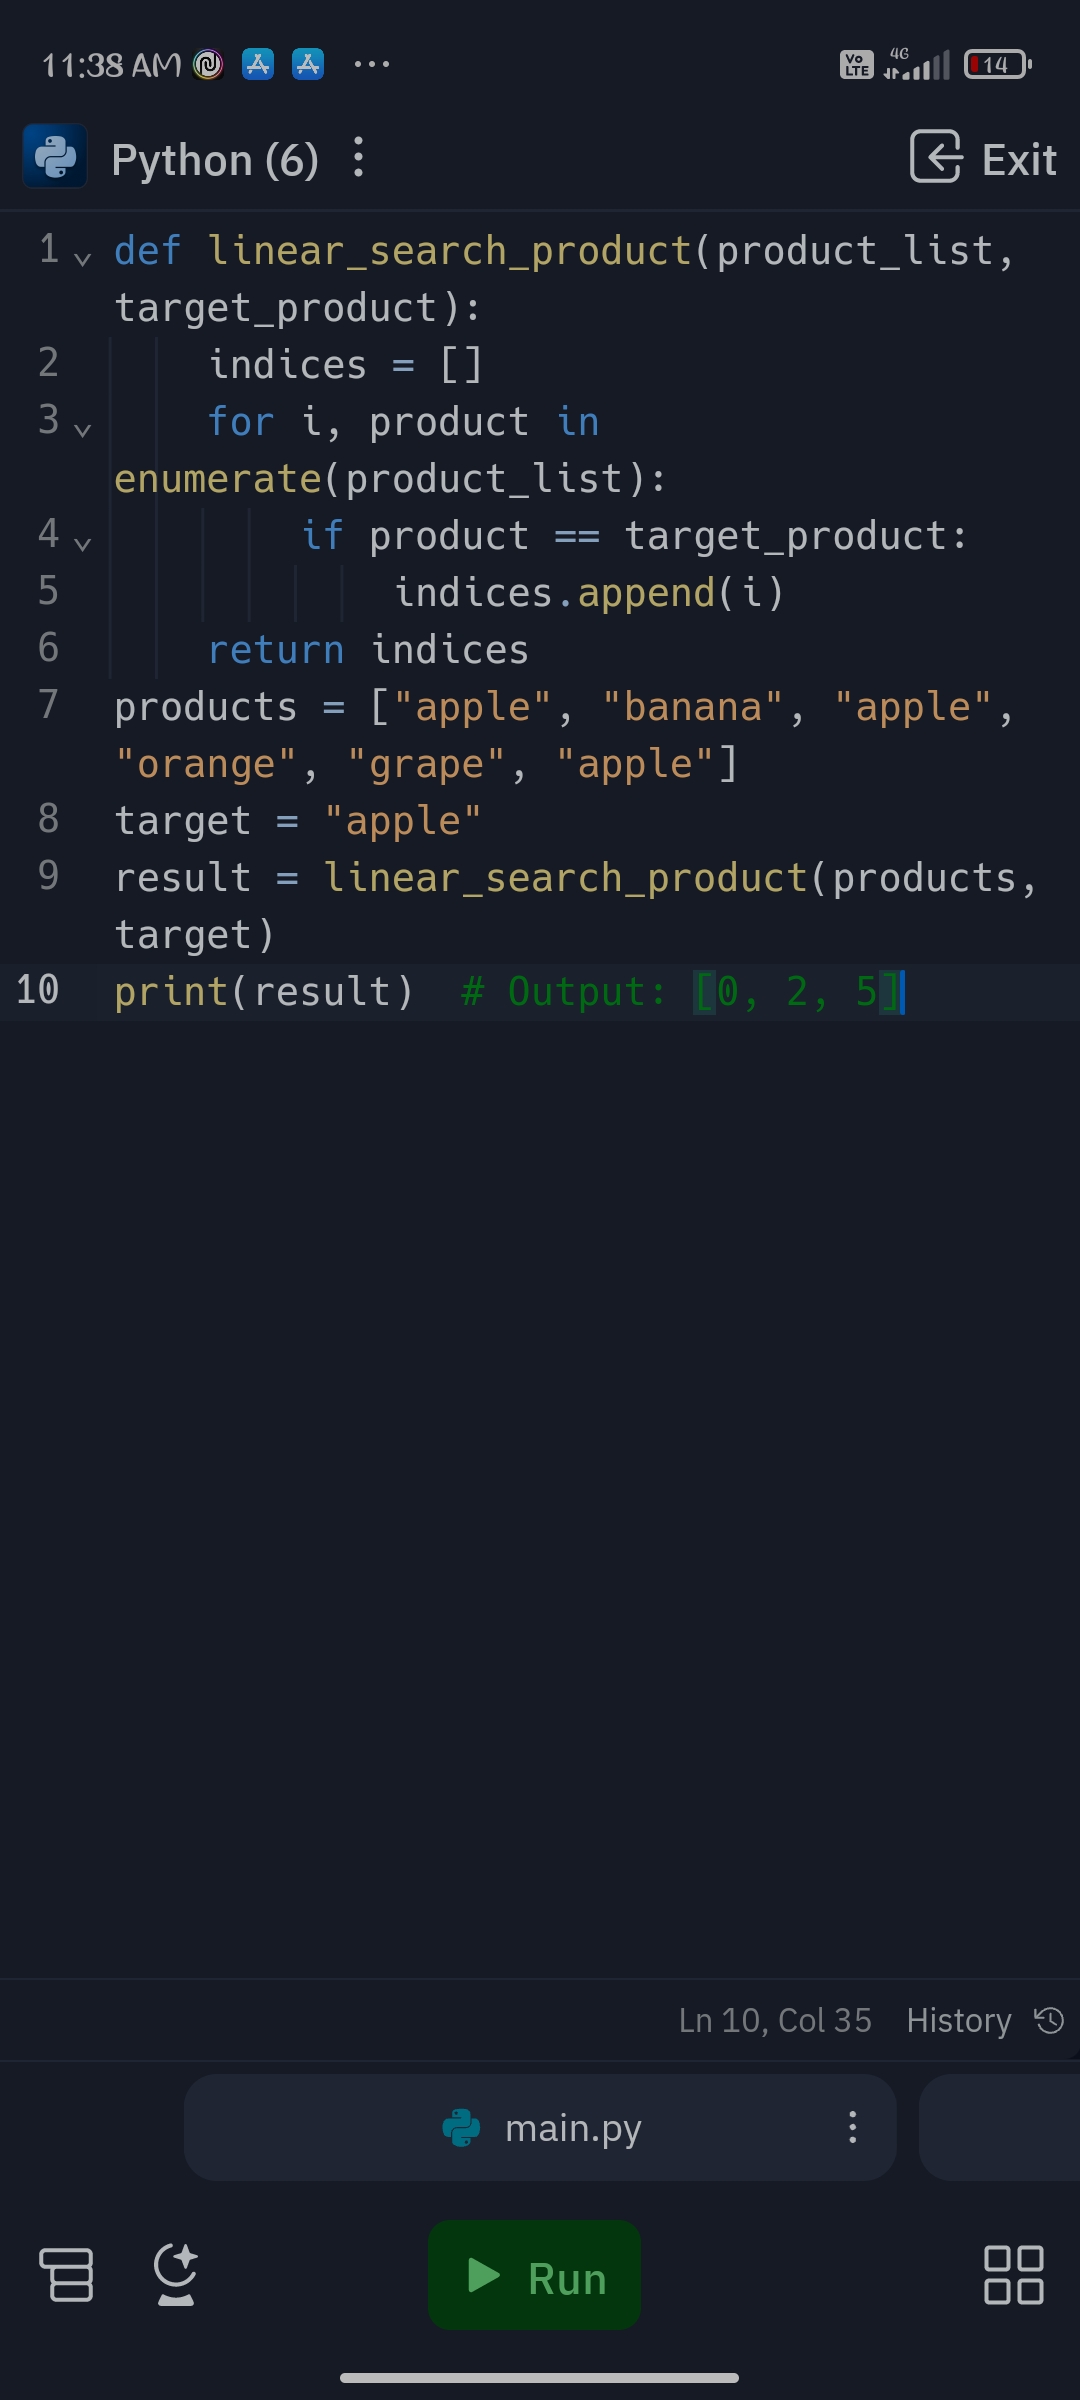 11:38 AM ... Vo LTE 4G 14
Python (6) Exit
1 def linear_search_product(product_list,
target_product):
2 indices = []
3 for i, product in
enumerate(product_list):
4 if product == target_product:
5 indices.append(i)
6 return indices
7 products = ["apple", "banana", "apple",
"orange", "grape", "apple"]
8 target = "apple"
9 result = linear_search_product(products,
target)
10 print(result)  # Output: [0, 2, 5]
Ln 10, Col 35 History
main.py
Run